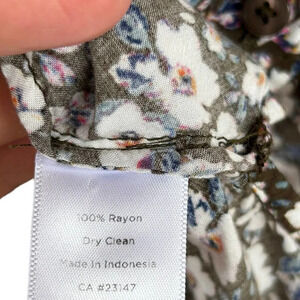 100% Rayon
Dry Clean
Made in Indonesia
CA #23147